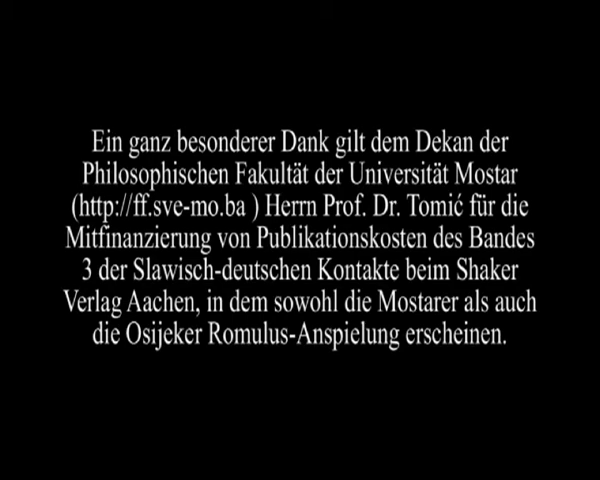 Ein ganz besonderer Dank gilt dem Dekan der
Philosophischen Fakultät der Universität Mostar
(http://ff.sve-mo.ba ) Herrn Prof. Dr. Tomić für die
Mitfinanzierung von Publikationskosten des Bandes
3 der Slawisch-deutschen Kontakte beim Shaker
Verlag Aachen, in dem sowohl die Mostarer als auch
die Osijeker Romulus-Anspielung erscheinen.